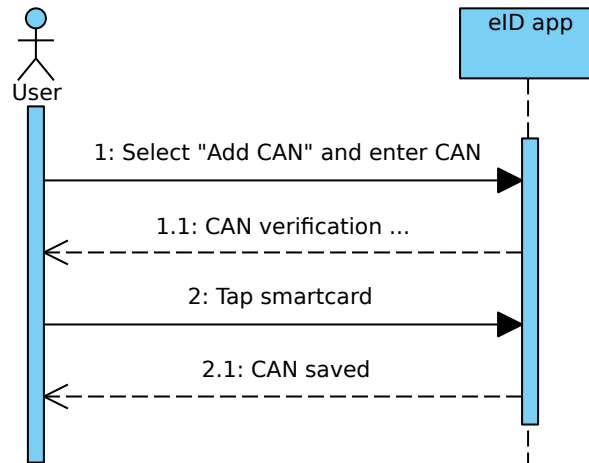 eID app
User
1: Select "Add CAN" and enter CAN
1.1: CAN verification ...
2: Tap smartcard
2.1: CAN saved